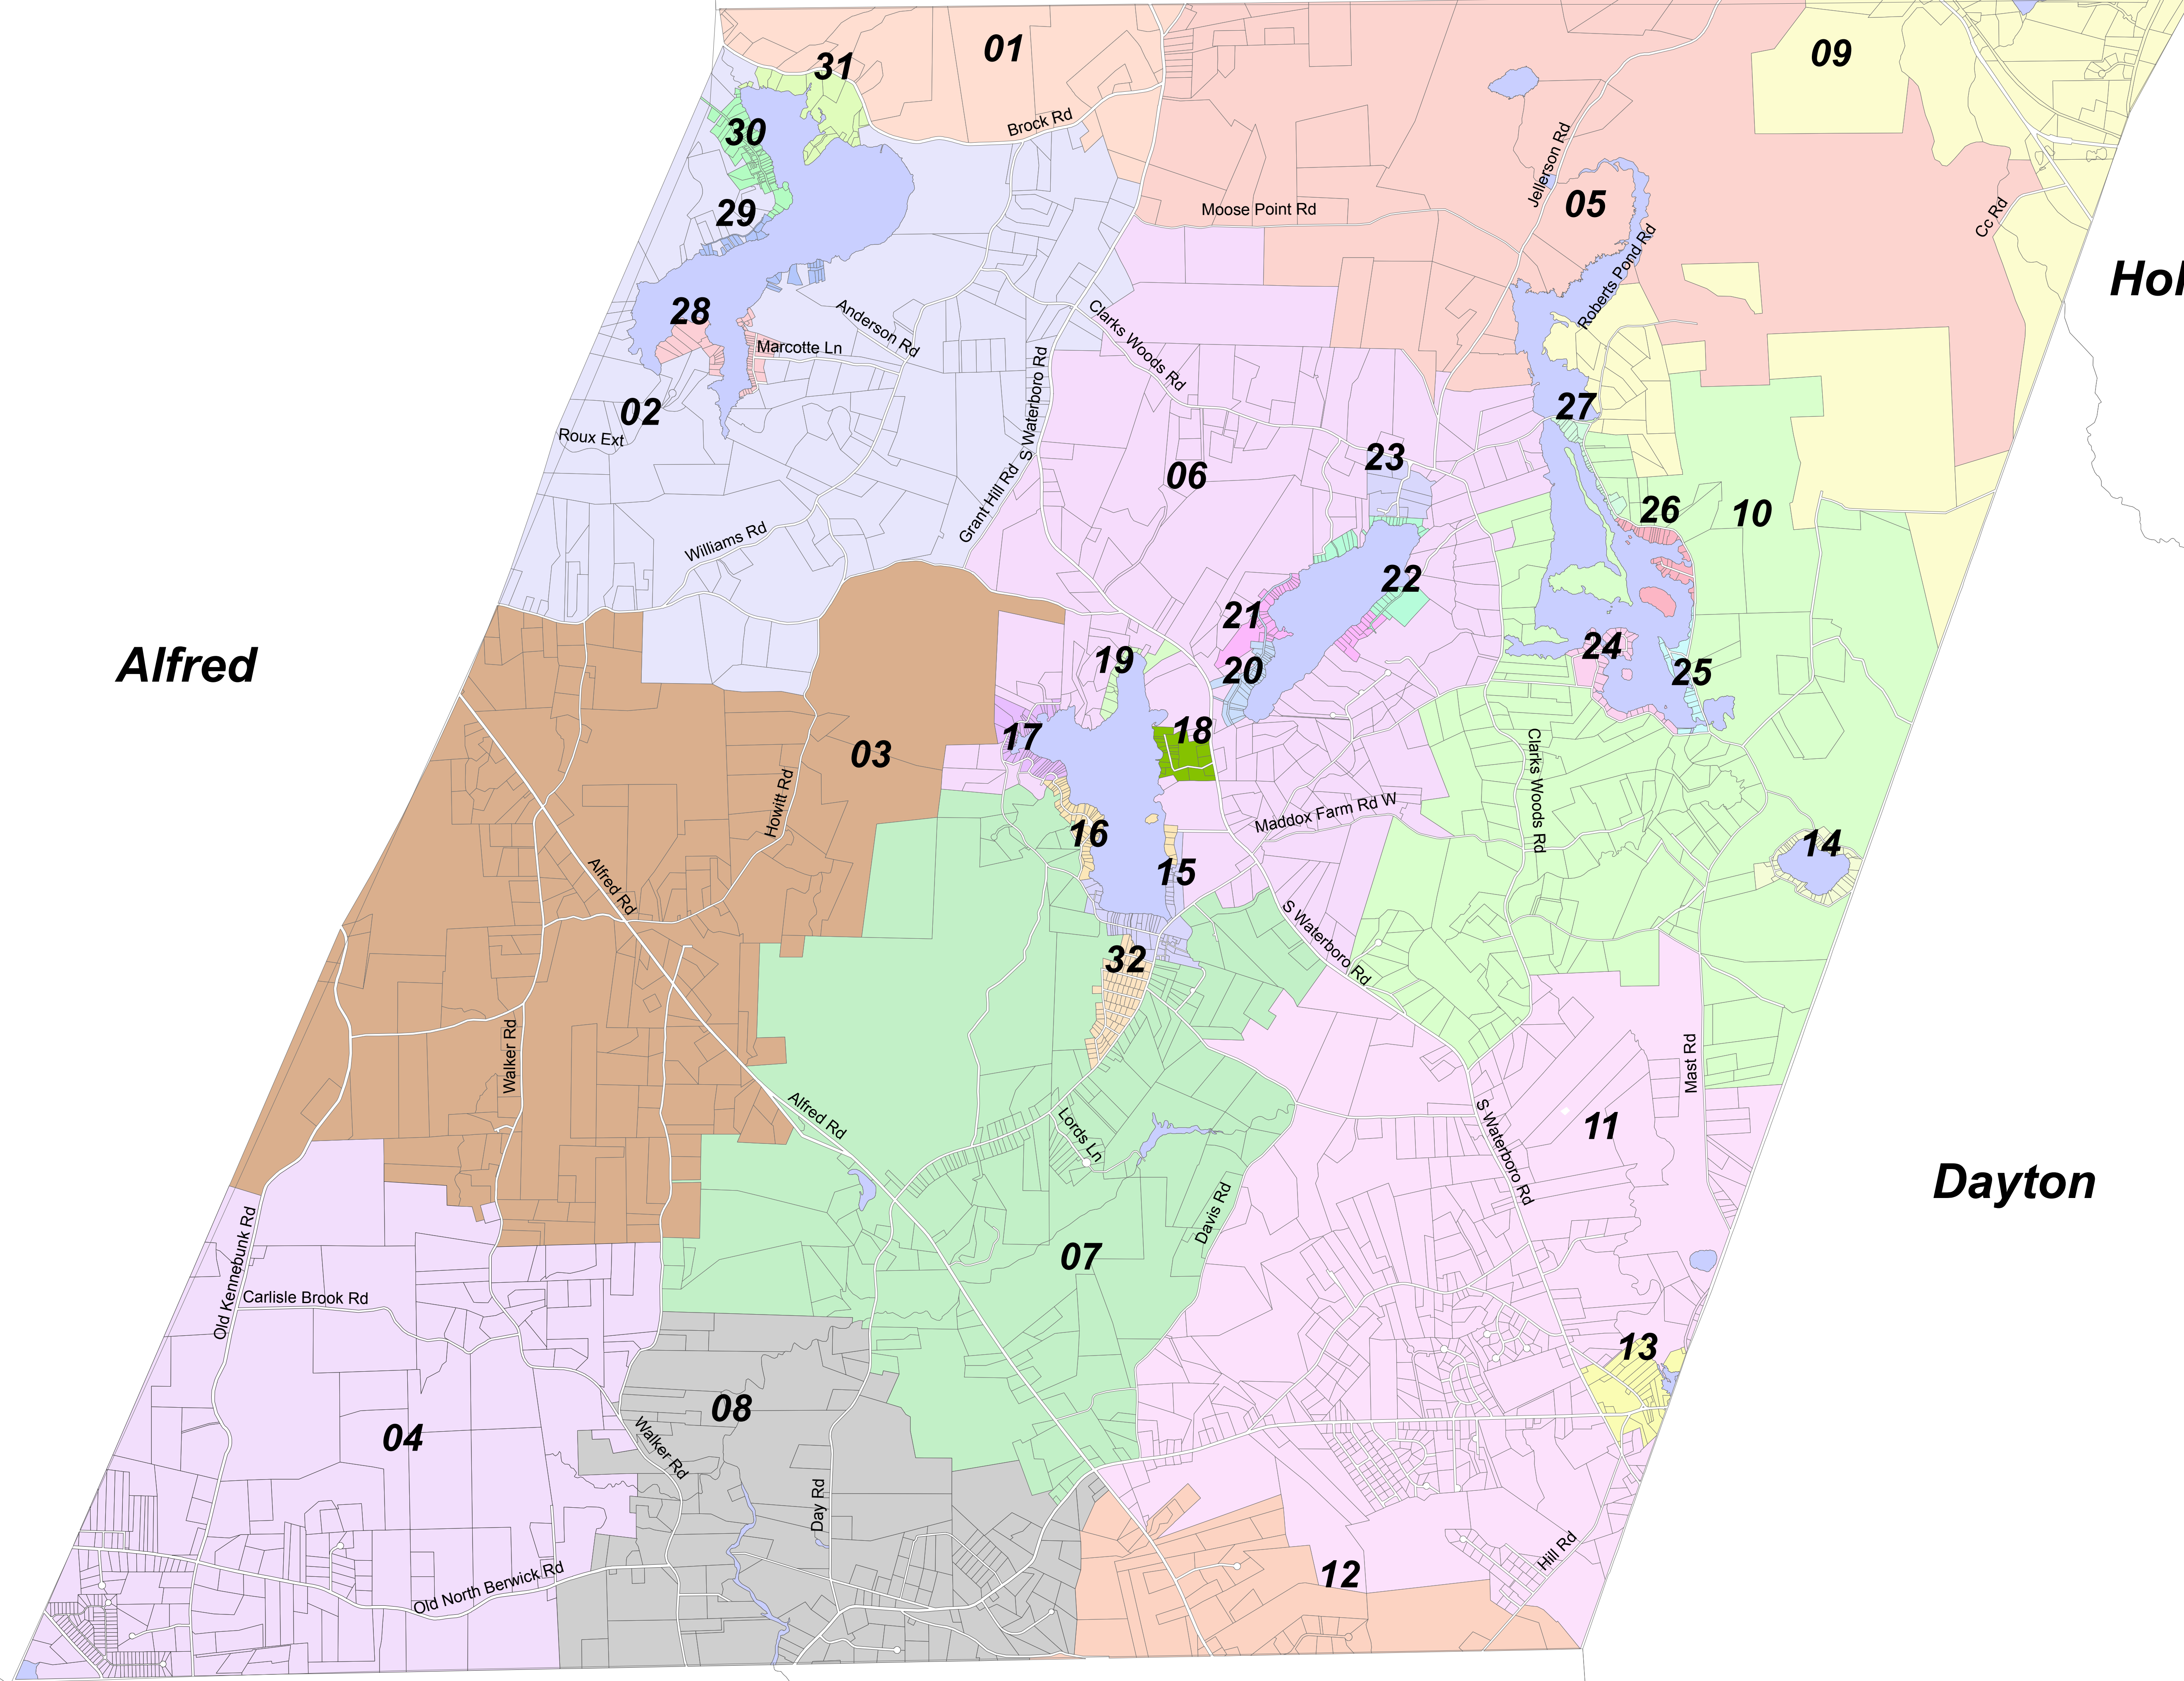 01
09
31
Brock Rd
30
Jellerson Rd
05
Moose Point Rd
29
Cc Rd
Roberts Pond Rd
Hol
28
Anderson Rd
Clarks Woods Rd
Marcotte Ln
S Waterboro Rd
02
27
Roux Ext
23
06
Grant Hill Rd
26
10
Williams Rd
22
21
Alfred
19
20
24
25
17
18
03
Clarks Woods Rd
Howitt Rd
Maddox Farm Rd W
16
14
15
Alfred Rd
S Waterboro Rd
32
Walker Rd
Mast Rd
Alfred Rd
Lords Ln
11
S Waterboro Rd
Dayton
Davis Rd
Old Kennebunk Rd
07
Carlisle Brook Rd
13
08
04
Walker Rd
Day Rd
Hill Rd
12
Old North Berwick Rd